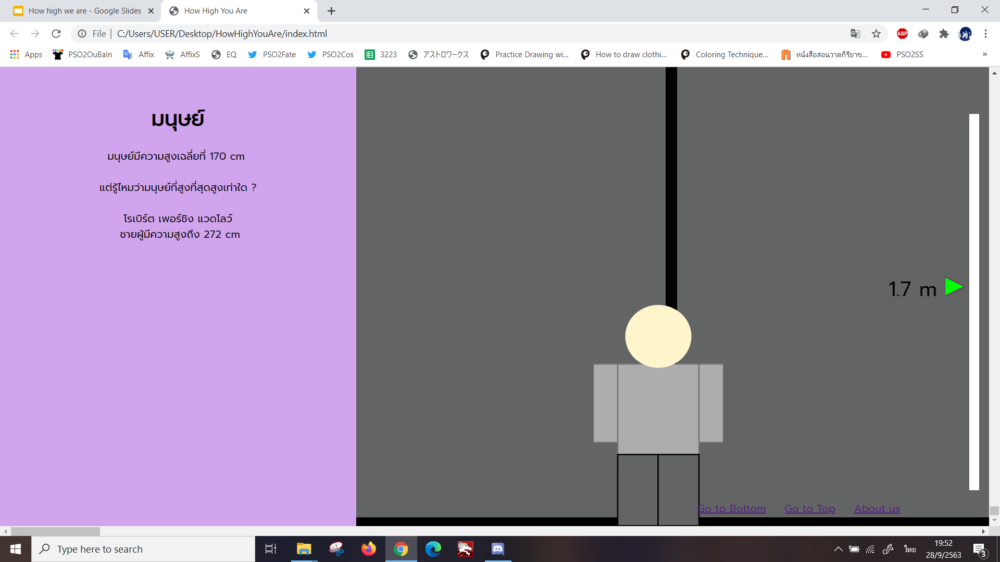 How high we are - Google Slides
How High You Are
File
C:/Users/USER/Desktop/HowHighYouAre/index.html
ABP
Apps
PSO2OuBaln
Affix
AffixS
EQ
PSO2Fate
PSO2Cos
3223
アストロワークス
Practice Drawing wi...
How to draw clothi...
Coloring Technique...
หนังสือสอนวาดกิริยาข...
PSO2SS
»
มนุษย์
มนุษย์มีความสูงเฉลี่ยที่ 170 cm
แต่รู้ไหมว่ามนุษย์ที่สูงที่สุดสูงเท่าใด ?
โรเบิร์ต เพอร์ชิง แวดโลว์
ชายผู้มีความสูงถึง 272 cm
1.7 m
Go to Bottom
Go to Top
About us
Type here to search
ไทย
19:52
28/9/2563
3